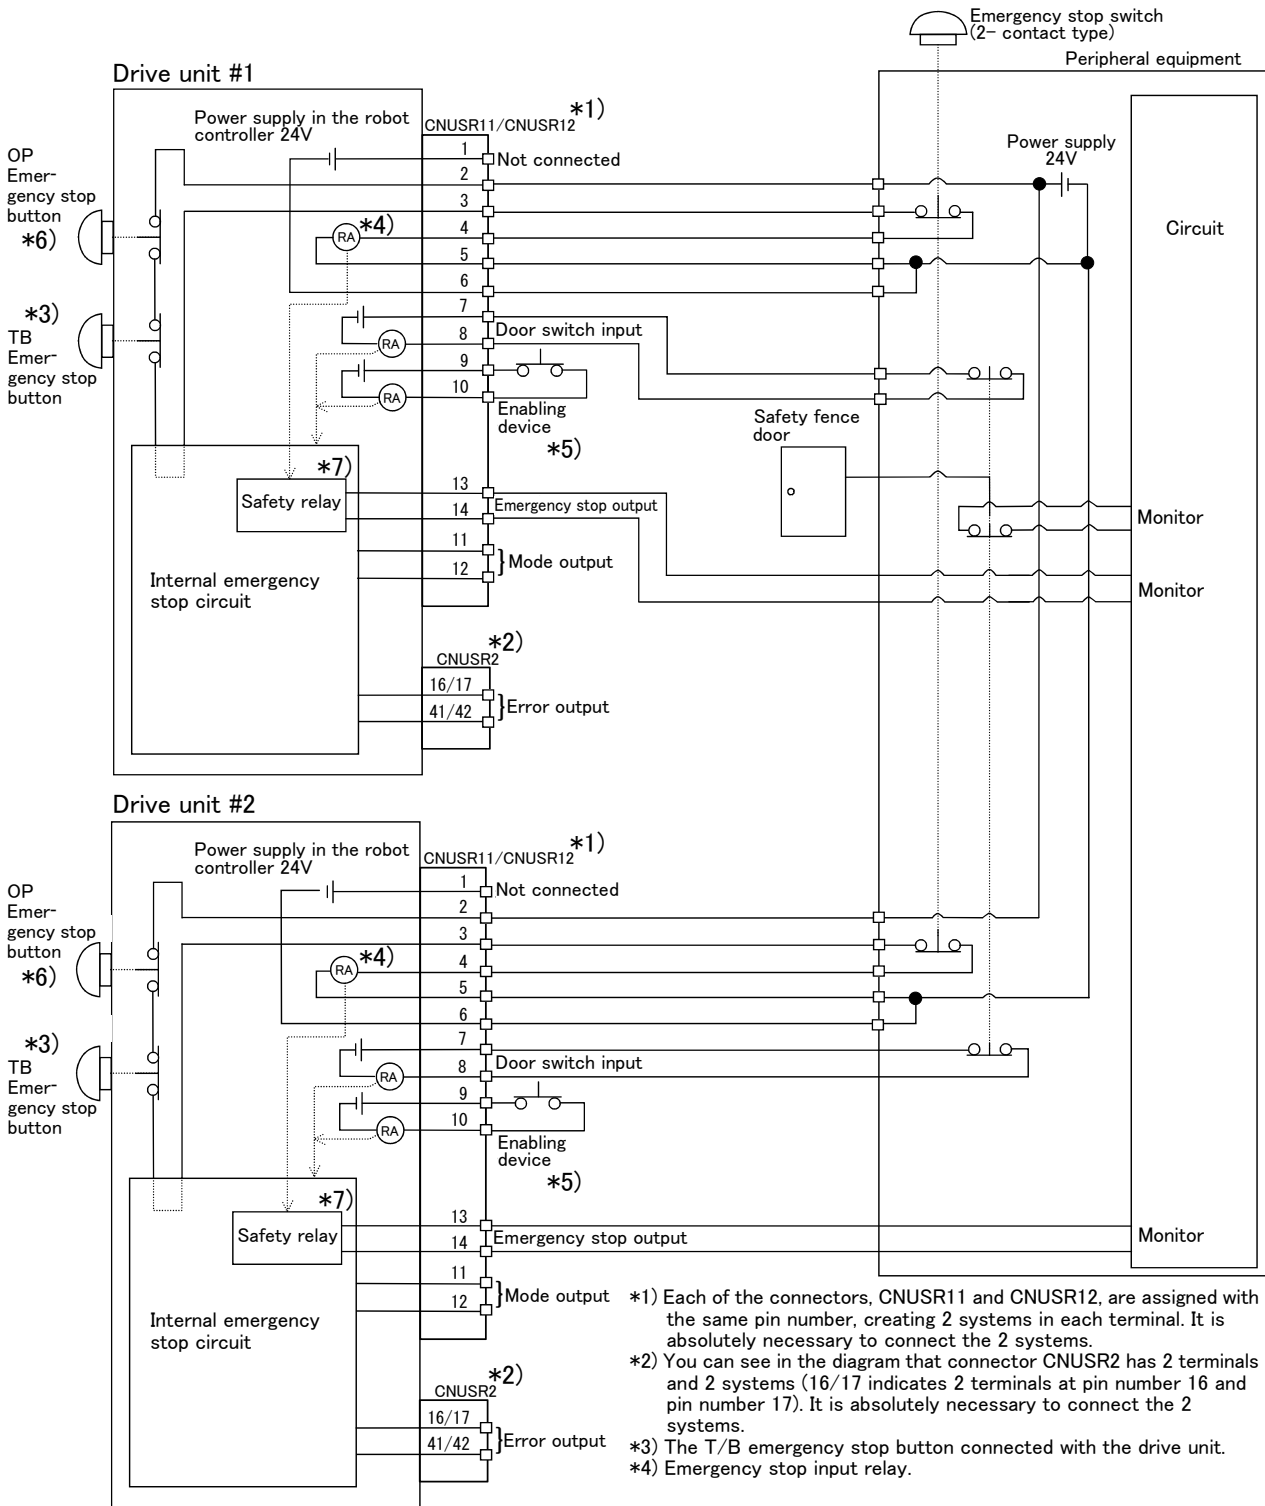 Emergency stop switch
(2- contact type)
Peripheral equipment
Drive unit #1
Power supply in the robot
controller 24V
CNUSR11/CNUSR12
*1)
OP
Emer-
gency stop
button
*6)
*3)
TB
Emer-
gency stop
button
1
Not connected
2
3
RA
*4)
4
5
6
7
Door switch input
RA
8
9
RA
10
Enabling
device
*5)
Power supply
24V
Circuit
Safety fence
door
*7)
Safety relay
13
Emergency stop output
14
11
Mode output
12
Internal emergency
stop circuit
Monitor
Monitor
*2)
CNUSR2
16/17
Error output
41/42
Drive unit #2
Power supply in the robot
controller 24V
CNUSR11/CNUSR12
*1)
OP
Emer-
gency stop
button
*6)
*3)
TB
Emer-
gency stop
button
1
Not connected
2
3
RA
*4)
4
5
6
7
Door switch input
RA
8
9
RA
10
Enabling
device
*5)
*7)
Safety relay
13
Emergency stop output
14
Monitor
11
Mode output
12
Internal emergency
stop circuit
*2)
CNUSR2
16/17
Error output
41/42
*1) Each of the connectors, CNUSR11 and CNUSR12, are assigned with
the same pin number, creating 2 systems in each terminal. It is
absolutely necessary to connect the 2 systems.
*2) You can see in the diagram that connector CNUSR2 has 2 terminals
and 2 systems (16/17 indicates 2 terminals at pin number 16 and
pin number 17). It is absolutely necessary to connect the 2
systems.
*3) The T/B emergency stop button connected with the drive unit.
*4) Emergency stop input relay.